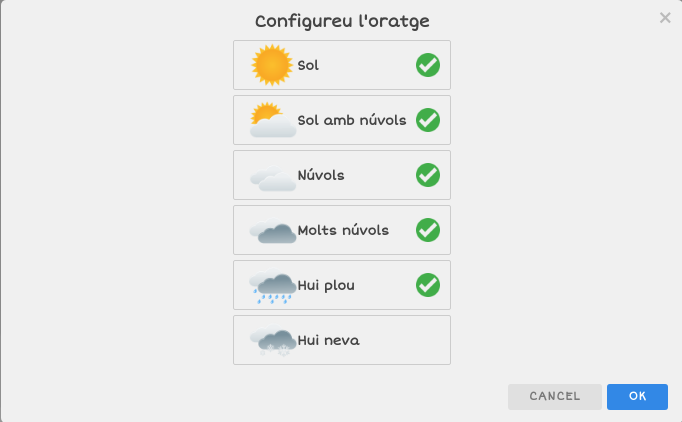 Configureu l'oratge
Sol
Sol amb núvols
Núvols
Molts núvols
Hui plou
Hui neva
CANCEL
OK